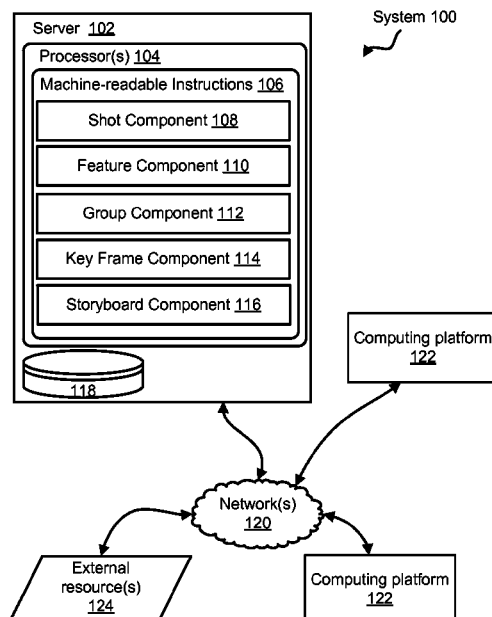 System 100
Server 102
Processor(s) 104
Machine-readable Instructions 106
Shot Component 108
Feature Component 110
Group Component 112
Key Frame Component 114
Storyboard Component 116
118
Computing platform
122
Network(s)
120
External
resource(s)
124
Computing platform
122